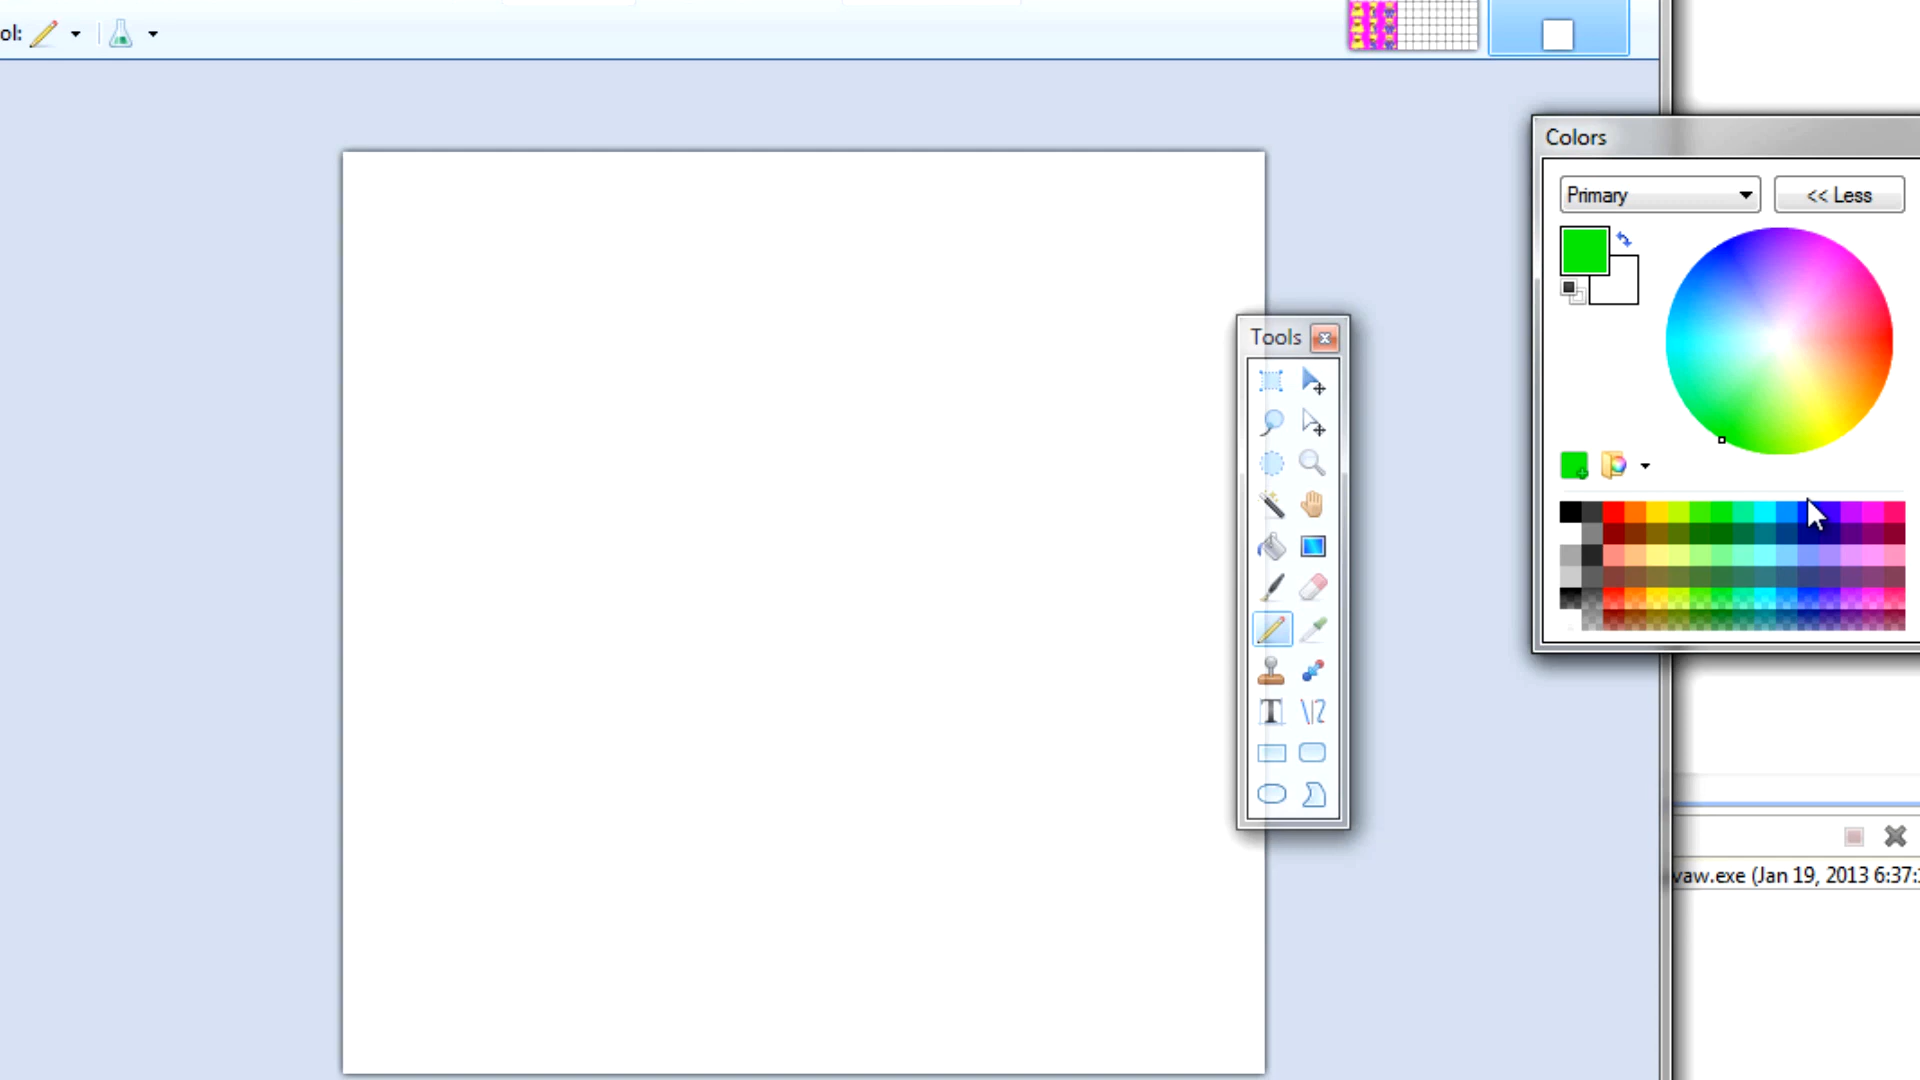 ol:
Colors
Primary
<< Less
Tools
vaw.exe (Jan 19, 2013 6:37: